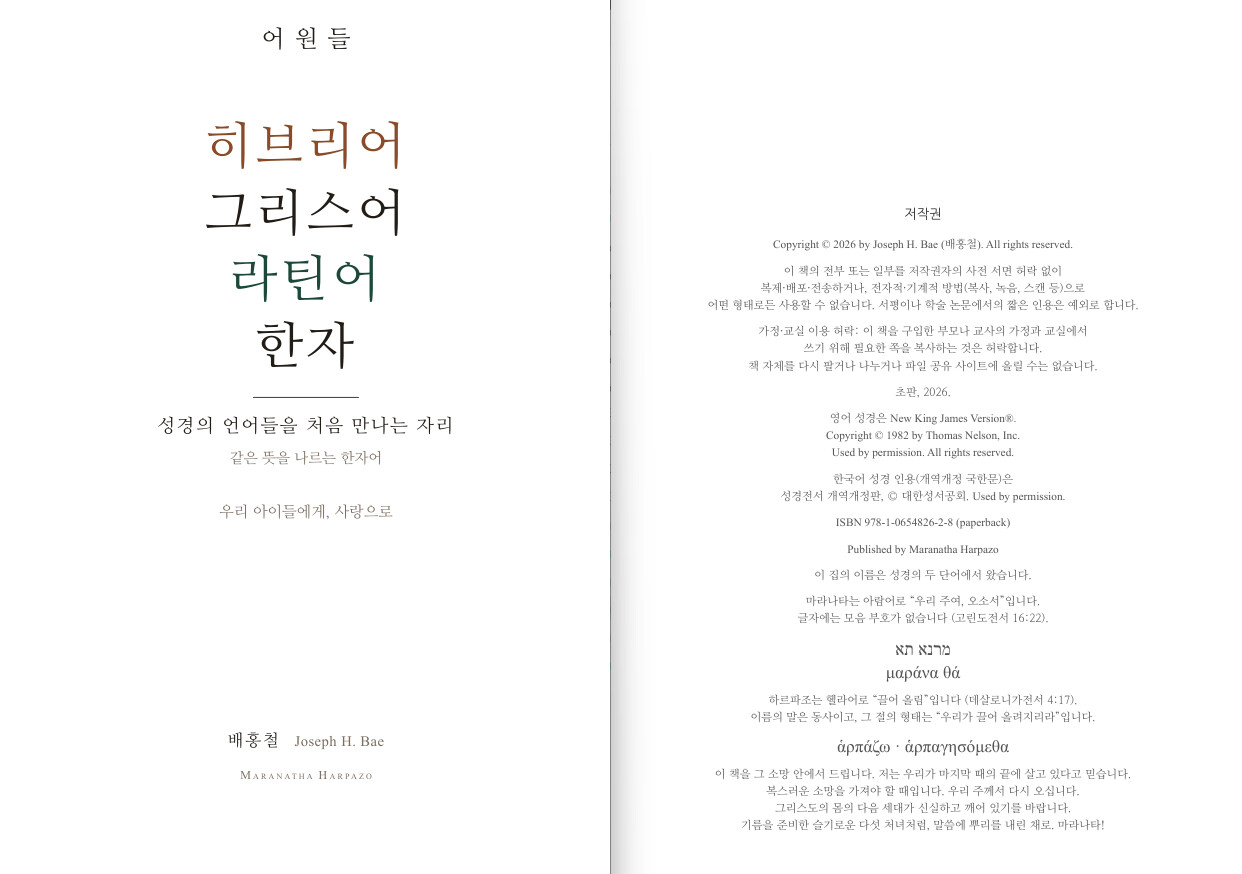 어원들
히브리어
그리스어
라틴어
한자
성경의 언어들을 처음 만나는 자리
같은 뜻을 나르는 한자어
우리 아이들에게, 사랑으로
배홍철 Joseph H. Bae
Maranatha Harpazo
저작권
Copyright © 2026 by Joseph H. Bae (배홍철). All rights reserved.
이 책의 전부 또는 일부를 저작권자의 사전 서면 허락 없이
복제·배포·전송하거나, 전자적·기계적 방법(복사, 녹음, 스캔 등)으로
어떤 형태로든 사용할 수 없습니다. 서평이나 학술 논문에서의 짧은 인용은 예외로 합니다.
가정·교실 이용 허락: 이 책을 구입한 부모나 교사의 가정과 교실에서
쓰기 위해 필요한 쪽을 복사하는 것은 허락합니다.
책 자체를 다시 팔거나 나누거나 파일 공유 사이트에 올릴 수는 없습니다.
초판, 2026.
영어 성경은 New King James Version®.
Copyright © 1982 by Thomas Nelson, Inc.
Used by permission. All rights reserved.
한국어 성경 인용(개역개정 국한문)은
성경전서 개역개정판, © 대한성서공회. Used by permission.
ISBN 978-1-0654826-2-8 (paperback)
Published by Maranatha Harpazo
이 집의 이름은 성경의 두 단어에서 왔습니다.
마라나타는 아람어로 “우리 주여, 오소서”입니다.
글자에는 모음 부호가 없습니다 (고린도전서 16:22).
מרנא תא
μαράνα θά
하르파조는 헬라어로 “끌어 올림”입니다 (데살로니가전서 4:17).
이름의 말은 동사이고, 그 절의 형태는 “우리가 끌어 올려지리라”입니다.
ἁρπάζω · ἁρπαγησόμεθα
이 책을 그 소망 안에서 드립니다. 저는 우리가 마지막 때의 끝에 살고 있다고 믿습니다.
복스러운 소망을 가져야 할 때입니다. 우리 주께서 다시 오십니다.
그리스도의 몸의 다음 세대가 신실하고 깨어 있기를 바랍니다.
기름을 준비한 슬기로운 다섯 처녀처럼, 말씀에 뿌리를 내린 채로. 마라나타!